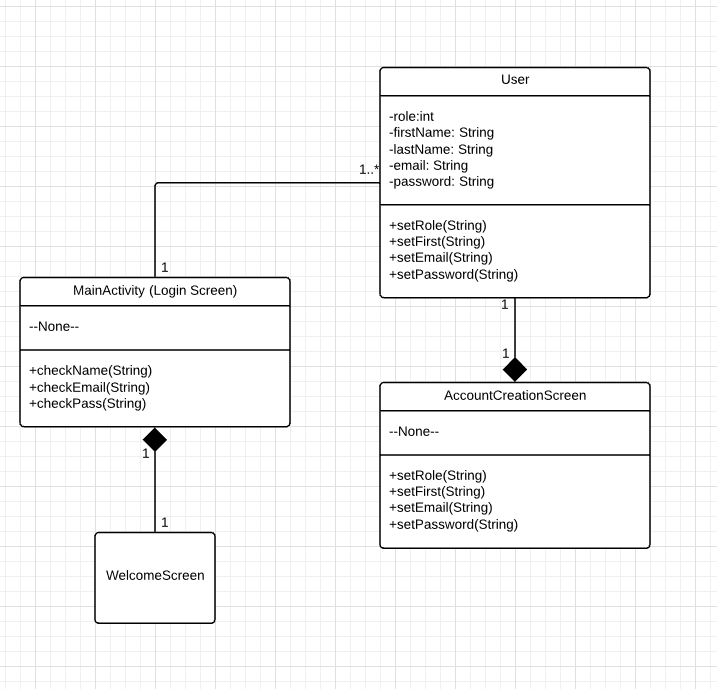 User
-role:int
-firstName: String
-lastName: String
-email: String
-password: String
+setRole(String)
+setFirst(String)
+setEmail(String)
+setPassword(String)
1..*
1
MainActivity (Login Screen)
--None--
+checkName(String)
+checkEmail(String)
+checkPass(String)
1
1
WelcomeScreen
1
1
AccountCreationScreen
--None--
+setRole(String)
+setFirst(String)
+setEmail(String)
+setPassword(String)